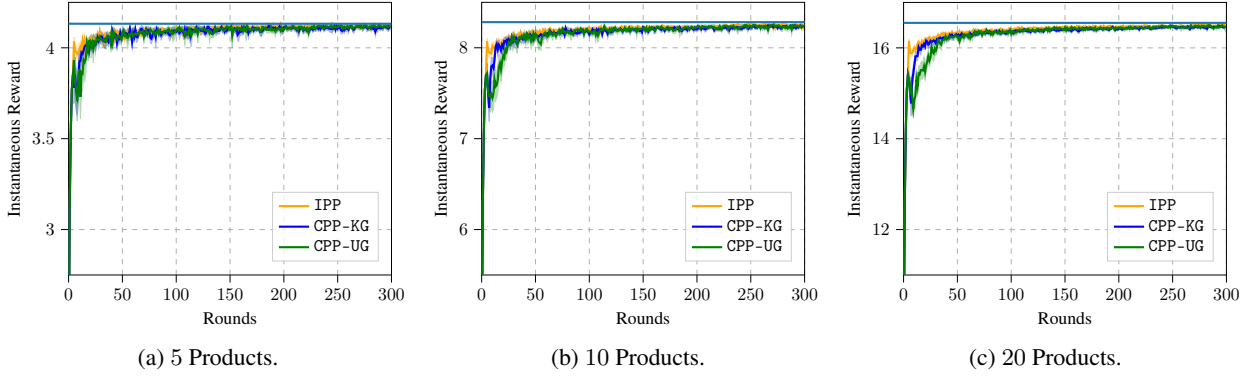 4
3.5
3
Instantaneous Reward
0 50 100 150 200 250 300
Rounds
IPP
CPP-KG
CPP-UG
(a) 5 Products.
8
7
6
Instantaneous Reward
0 50 100 150 200 250 300
Rounds
IPP
CPP-KG
CPP-UG
(b) 10 Products.
16
14
12
Instantaneous Reward
0 50 100 150 200 250 300
Rounds
IPP
CPP-KG
CPP-UG
(c) 20 Products.